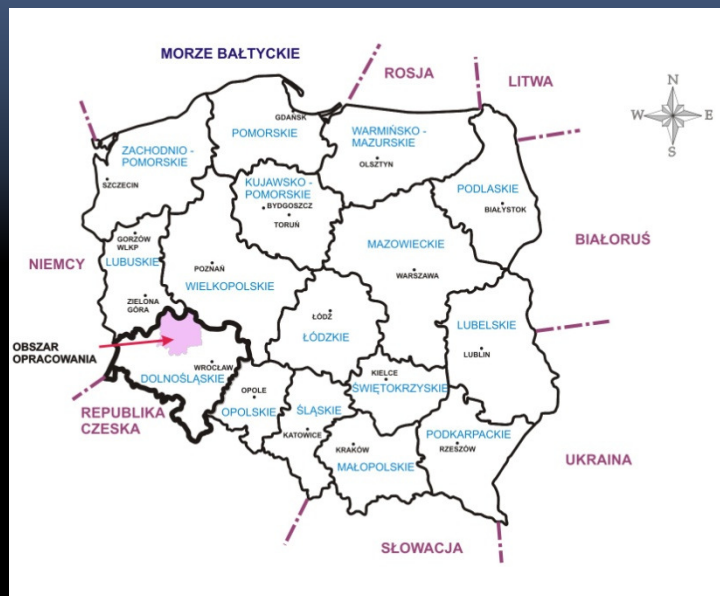 MORZE BAŁTYCKIE
ROSJA
LITWA
N
W
E
S
GDAŃSK
POMORSKIE
WARMIŃSKO -
MAZURSKIE
OLSZTYN
ZACHODNIO -
POMORSKIE
SZCZECIN
KUJAWSKO -
POMORSKIE
BYDGOSZCZ
TORUŃ
PODLASKIE
BIAŁYSTOK
BIAŁORUŚ
GORZÓW
WLKP
LUBUSKIE
NIEMCY
POZNAŃ
WIELKOPOLSKIE
MAZOWIECKIE
WARSZAWA
ZIELONA
GÓRA
ŁÓDŹ
ŁÓDZKIE
LUBELSKIE
LUBLIN
OBSZAR
OPRACOWANIA
WROCŁAW
DOLNOŚLĄSKIE
OPOLE
OPOLSKIE
KIELCE
ŚWIĘTOKRZYSKIE
REPUBLIKA
CZESKA
ŚLĄSKIE
KATOWICE
KRAKÓW
MAŁOPOLSKIE
PODKARPACKIE
RZESZÓW
UKRAINA
SŁOWACJA